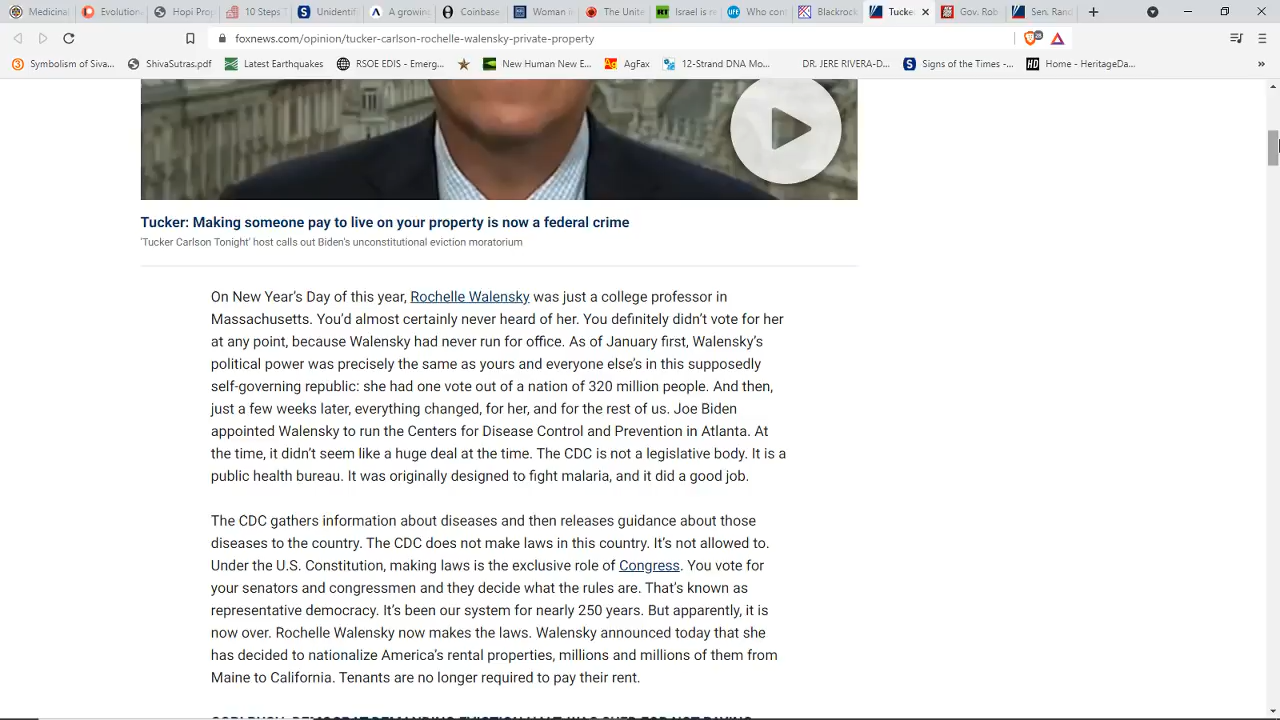 Medicinal
Evolution
Hopi Prop
10 Steps T
Unidentif
A growing
Coinbase
Woman in
The Unite
Israel is re
Who cont
Blackrock
Tucker
Gov. Rob
Sen. Rand
foxnews.com/opinion/tucker-carlson-rochelle-walensky-private-property
28
Symbolism of Siva...
ShivaSutras.pdf
Latest Earthquakes
RSOE EDIS - Emerg...
New Human New E...
AgFax
12-Strand DNA Mo...
DR. JERE RIVERA-D...
Signs of the Times -...
Home - HeritageDa...
Tucker: Making someone pay to live on your property is now a federal crime
'Tucker Carlson Tonight' host calls out Biden's unconstitutional eviction moratorium
On New Year's Day of this year, Rochelle Walensky was just a college professor in
Massachusetts. You'd almost certainly never heard of her. You definitely didn't vote for her
at any point, because Walensky had never run for office. As of January first, Walensky's
political power was precisely the same as yours and everyone else's in this supposedly
self-governing republic: she had one vote out of a nation of 320 million people. And then,
just a few weeks later, everything changed, for her, and for the rest of us. Joe Biden
appointed Walensky to run the Centers for Disease Control and Prevention in Atlanta. At
the time, it didn't seem like a huge deal at the time. The CDC is not a legislative body. It is a
public health bureau. It was originally designed to fight malaria, and it did a good job.
The CDC gathers information about diseases and then releases guidance about those
diseases to the country. The CDC does not make laws in this country. It's not allowed to.
Under the U.S. Constitution, making laws is the exclusive role of Congress. You vote for
your senators and congressmen and they decide what the rules are. That's known as
representative democracy. It's been our system for nearly 250 years. But apparently, it is
now over. Rochelle Walensky now makes the laws. Walensky announced today that she
has decided to nationalize America's rental properties, millions and millions of them from
Maine to California. Tenants are no longer required to pay their rent.